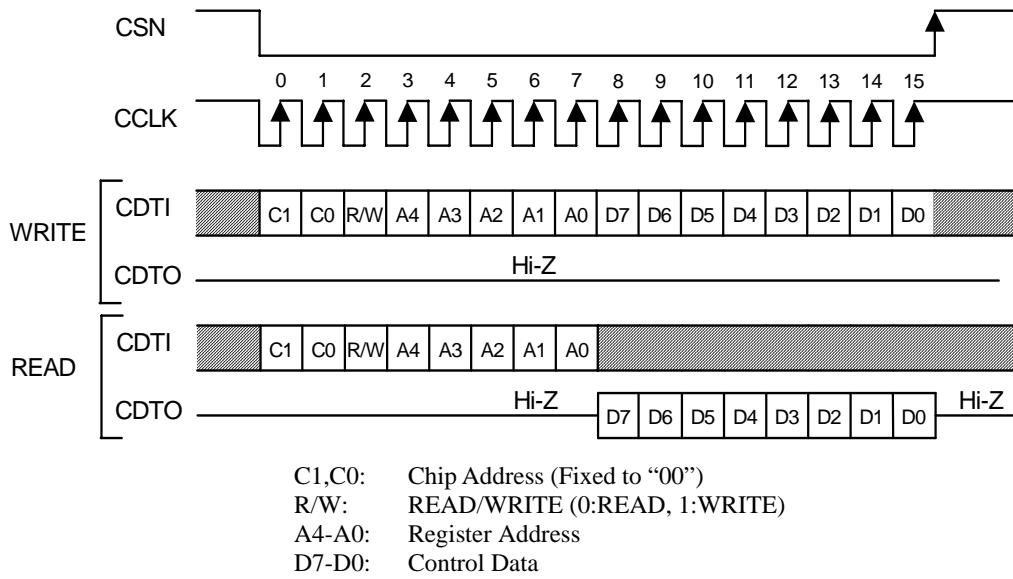 CSN
0 1 2 3 4 5 6 7 8 9 10 11 12 13 14 15
CCLK
WRITE
CDTI C1 C0 R/W A4 A3 A2 A1 A0 D7 D6 D5 D4 D3 D2 D1 D0
CDTO Hi-Z
READ
CDTI C1 C0 R/W A4 A3 A2 A1 A0
CDTO Hi-Z D7 D6 D5 D4 D3 D2 D1 D0 Hi-Z
C1,C0: Chip Address (Fixed to “00”)
R/W: READ/WRITE (0:READ, 1:WRITE)
A4-A0: Register Address
D7-D0: Control Data